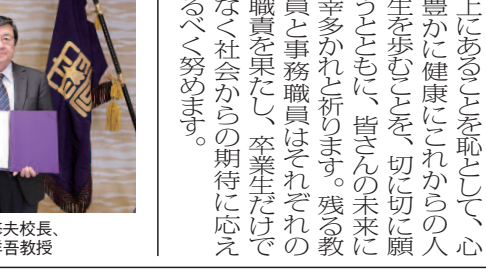 上にあることを恥として、心
豊かに健康にこれからの人
生を歩むことを、切に切に願
うとともに、皆さんの未来に
幸多かれと祈ります。残る教
員と事務職員はそれぞれの
職責を果たし、卒業生だけで
なく社会からの期待に応え
るべく努めます。
夫校長、
吾教授